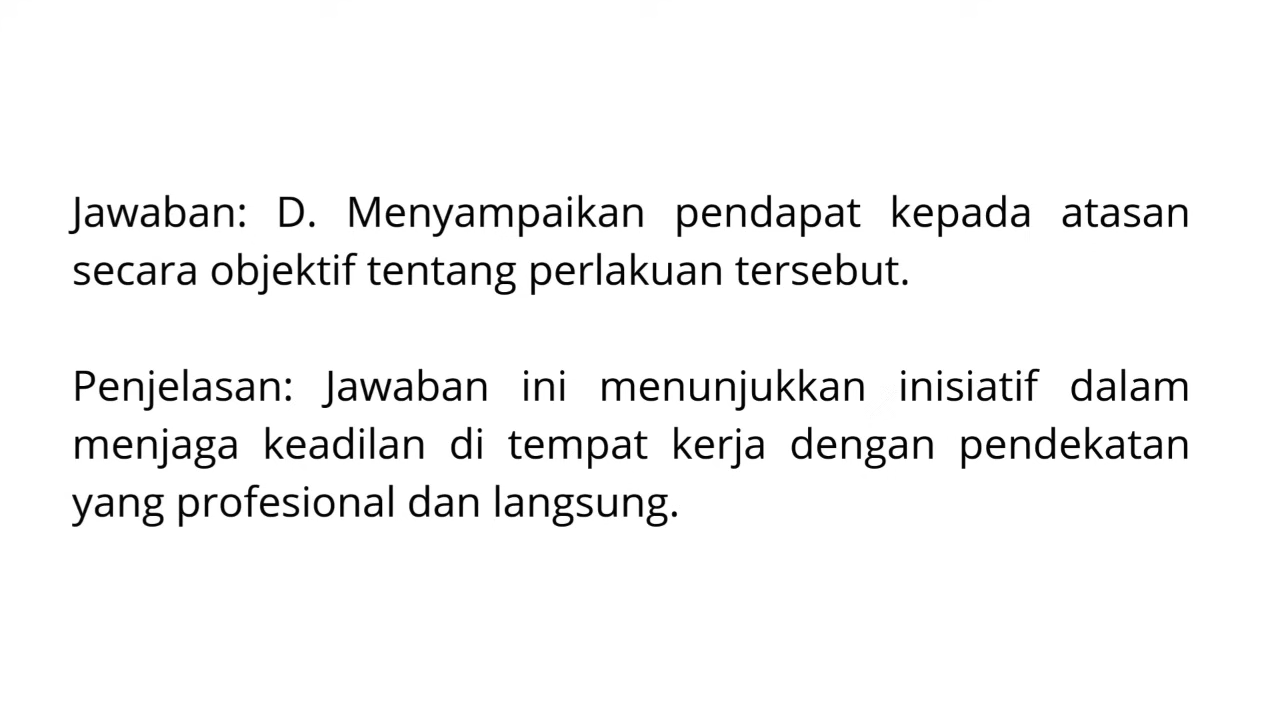 Jawaban: D. Menyampaikan pendapat kepada atasan
secara objektif tentang perlakuan tersebut.
Penjelasan: Jawaban ini menunjukkan inisiatif dalam
menjaga keadilan di tempat kerja dengan pendekatan
yang profesional dan langsung.